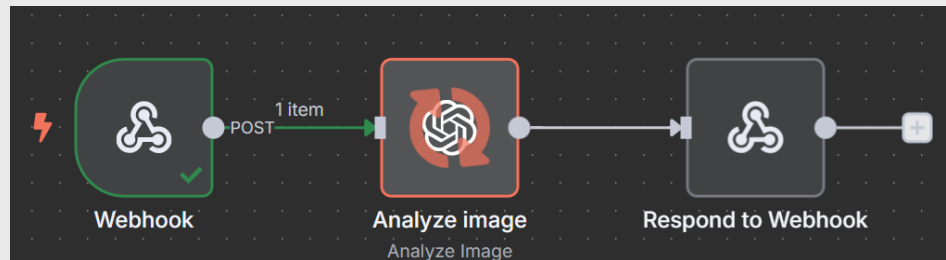 1 item
POST
Webhook
Analyze image
Respond to Webhook
Analyze Image